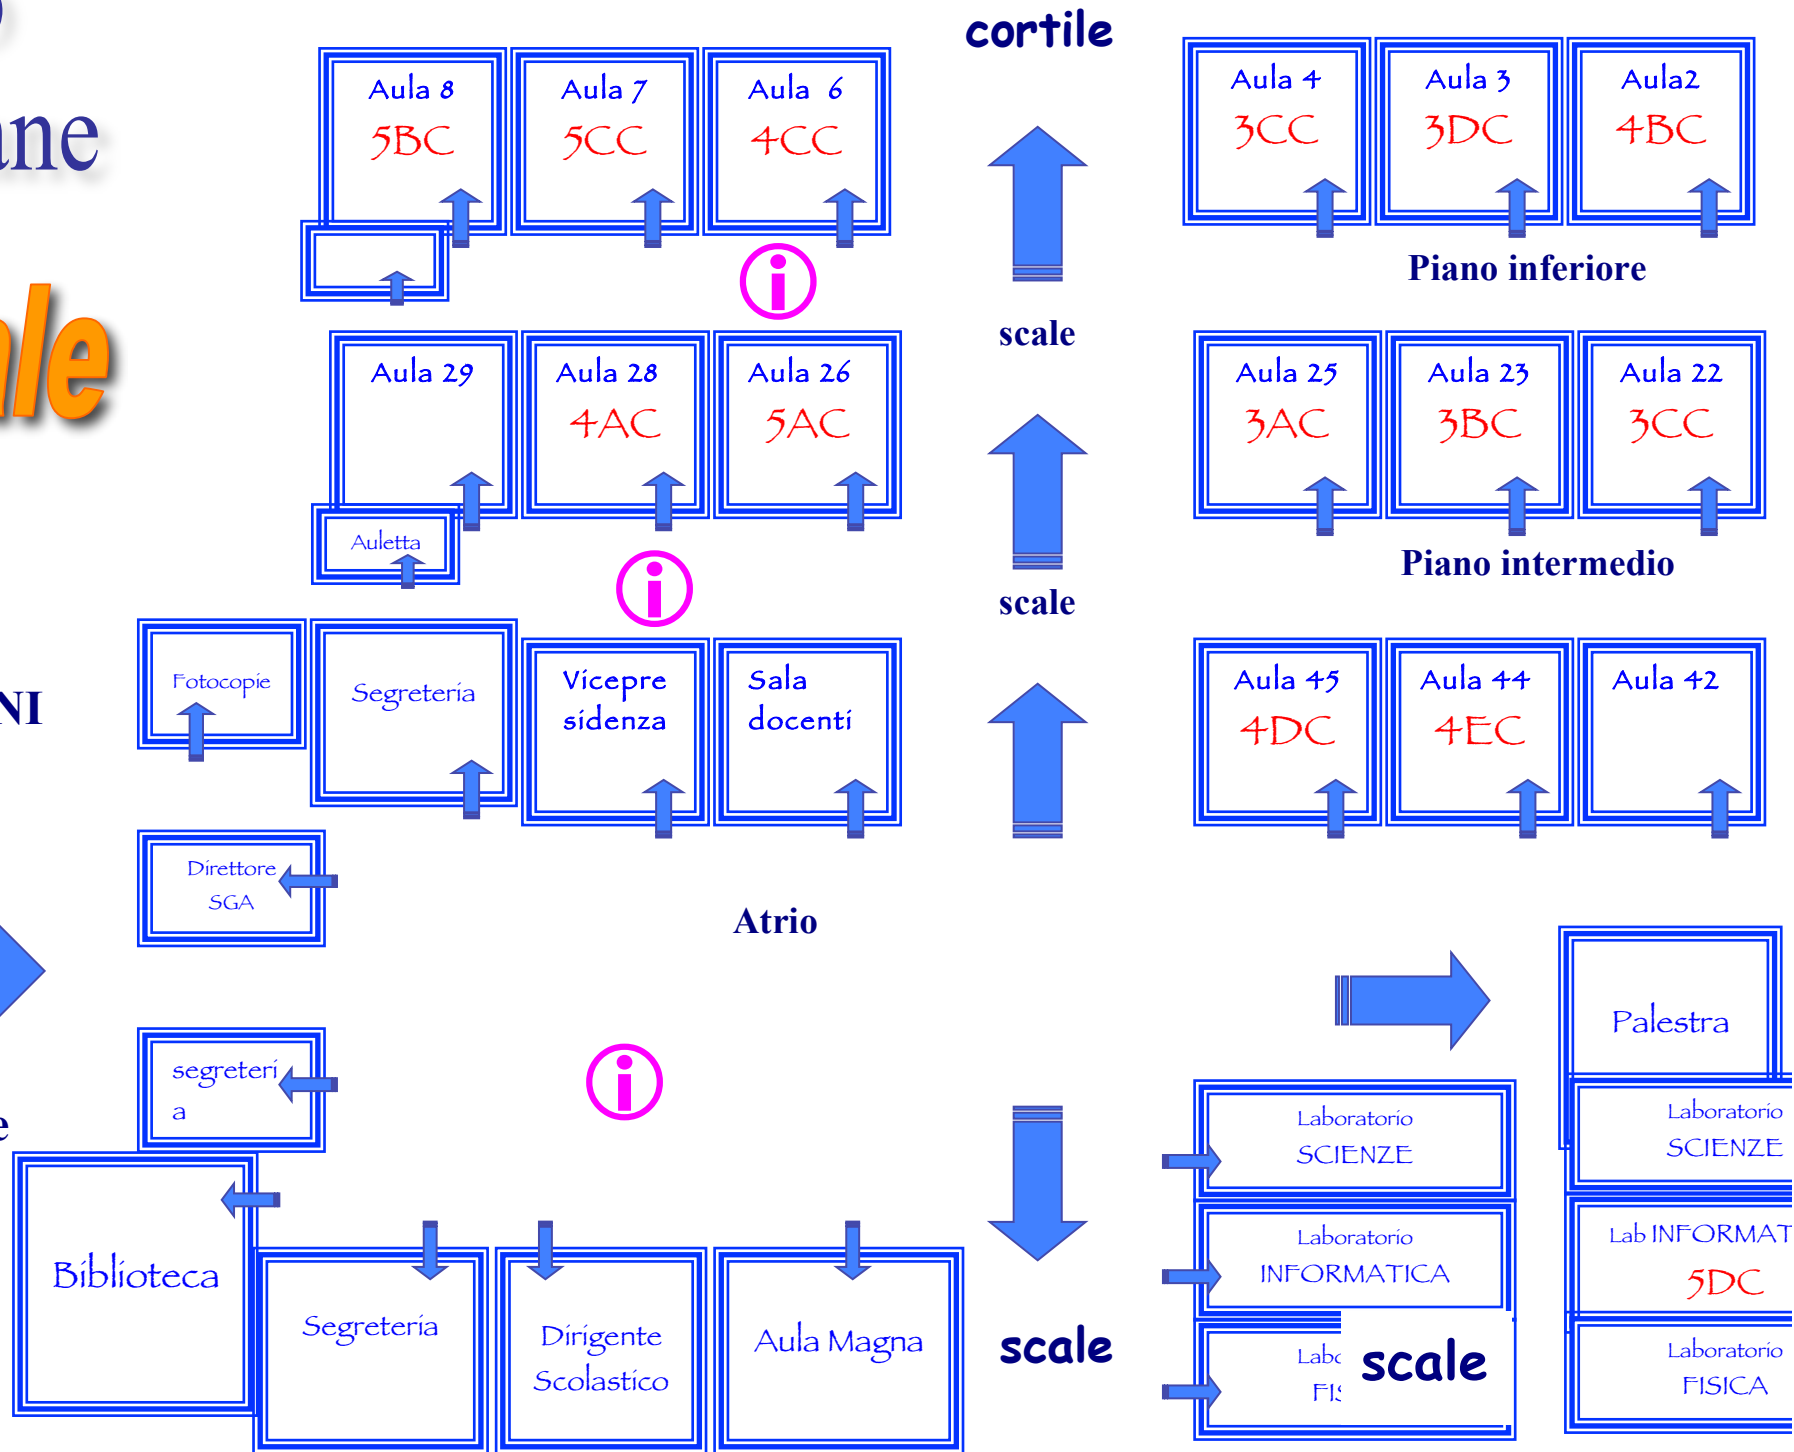 cortile
Aula 8
5BC
Aula 7
5CC
Aula 6
4CC
Aula 4
3CC
Aula 3
3DC
Aula2
4BC
Piano inferiore
scale
Aula 29
Aula 28
4AC
Aula 26
5AC
Aula 25
3AC
Aula 23
3BC
Aula 22
3CC
Auletta
Piano intermedio
scale
Fotocopie
Segreteria
Vicepre
sidenza
Sala
docenti
Aula 45
4DC
Aula 44
4EC
Aula 42
Direttore
SGA
Atrio
Palestra
segreteri
a
Laboratorio
SCIENZE
Laboratorio
SCIENZE
Biblioteca
Laboratorio
INFORMATICA
Lab INFORMAT
5DC
Segreteria
Dirigente
Scolastico
Aula Magna
scale
scale
Laboratorio
FISICA